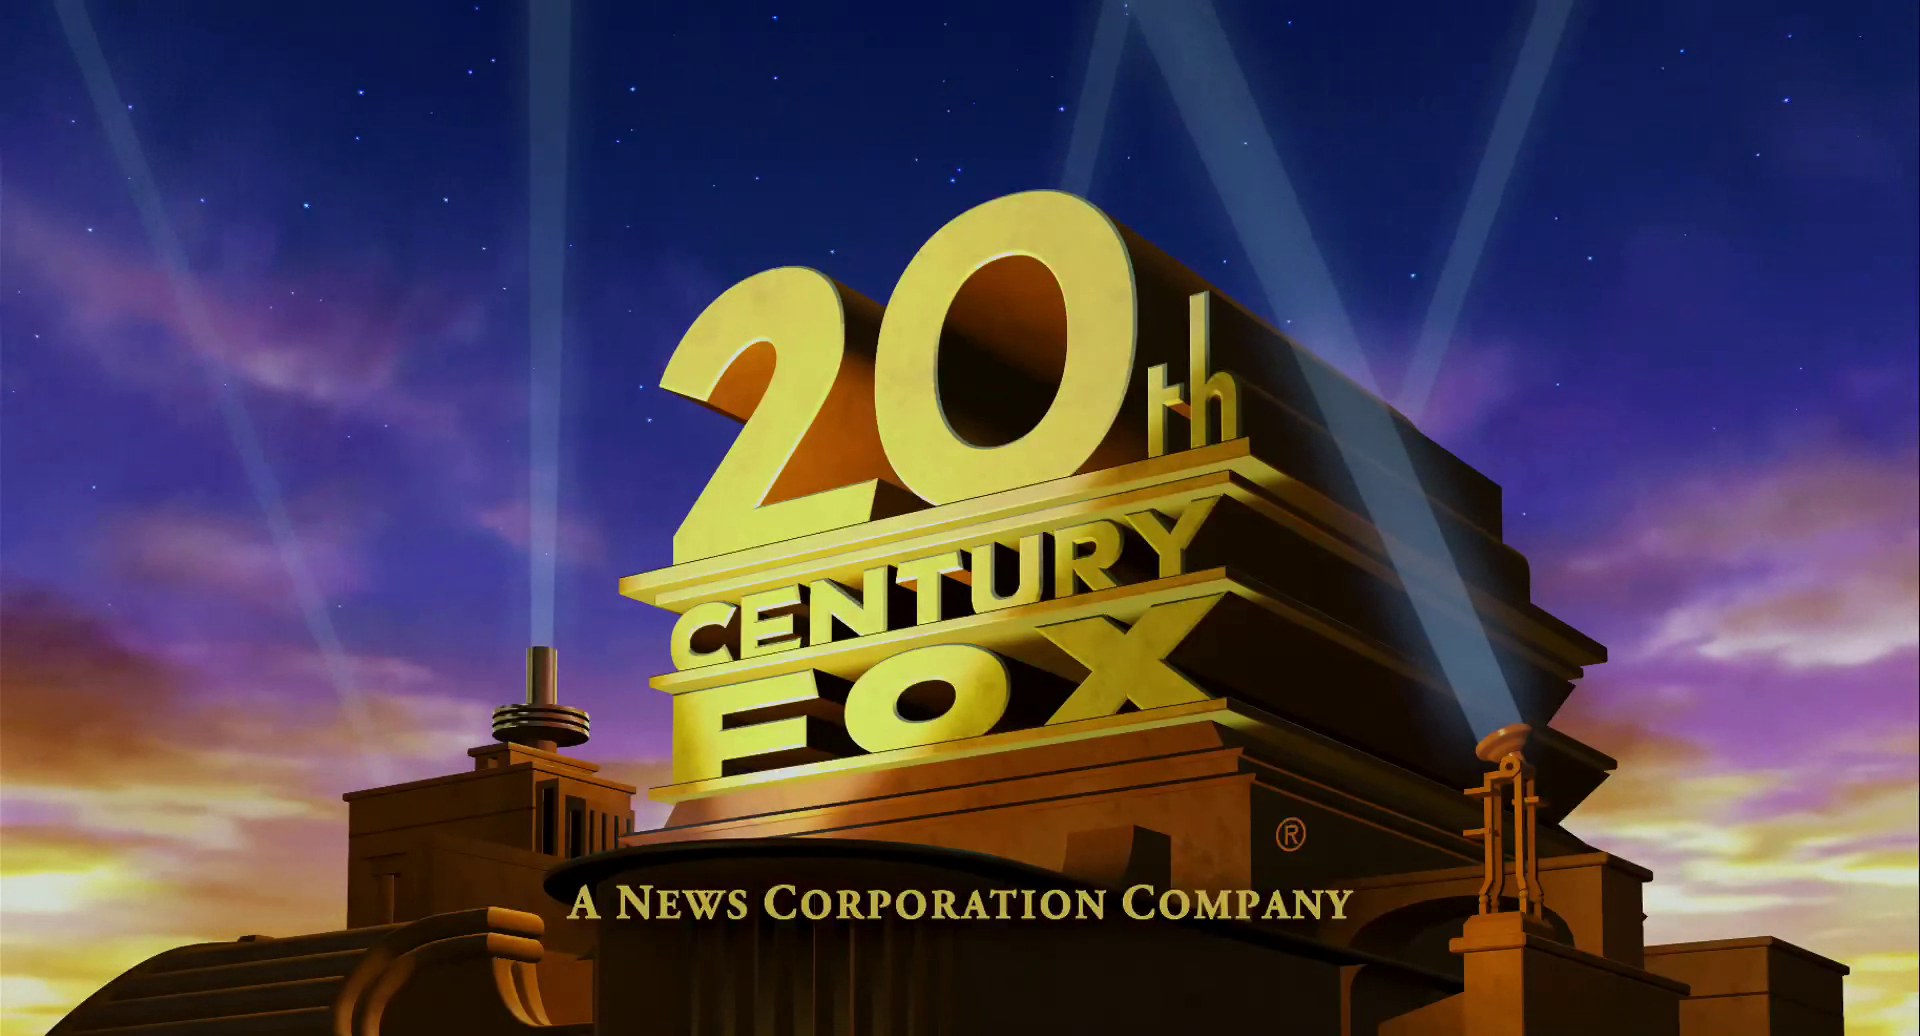 20th
CENTURY
FOX
®
A NEWS CORPORATION COMPANY